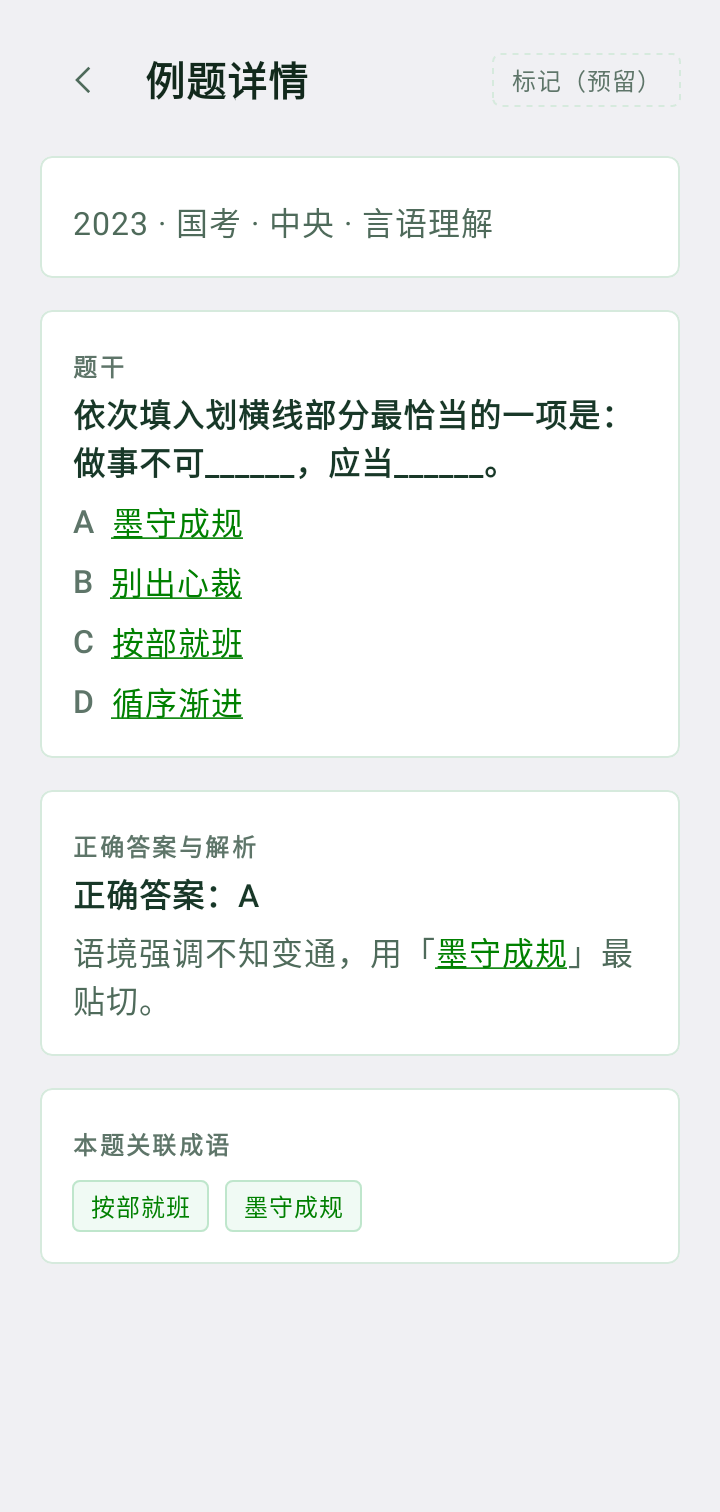 例题详情
标记（预留）
2023 · 国考 · 中央 · 言语理解
题干
依次填入划横线部分最恰当的一项是：
做事不可______，应当______。
A 墨守成规
B 别出心裁
C 按部就班
D 循序渐进
正确答案与解析
正确答案：A
语境强调不知变通，用「墨守成规」最
贴切。
本题关联成语
按部就班 墨守成规